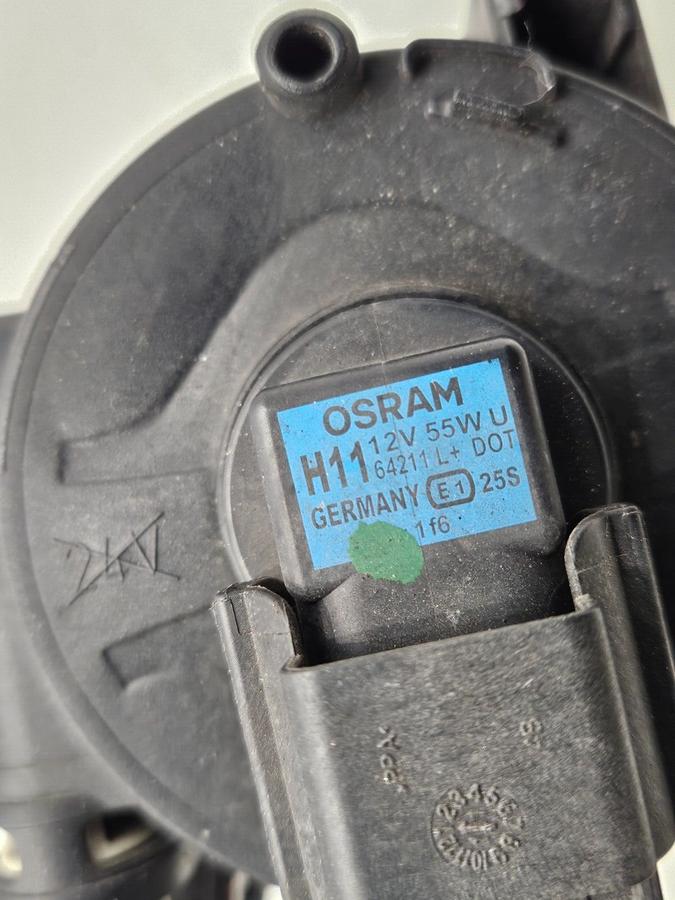 OSRAM
H11 12V 55W U
64211 L+ DOT
GERMANY E1 25S
1f6